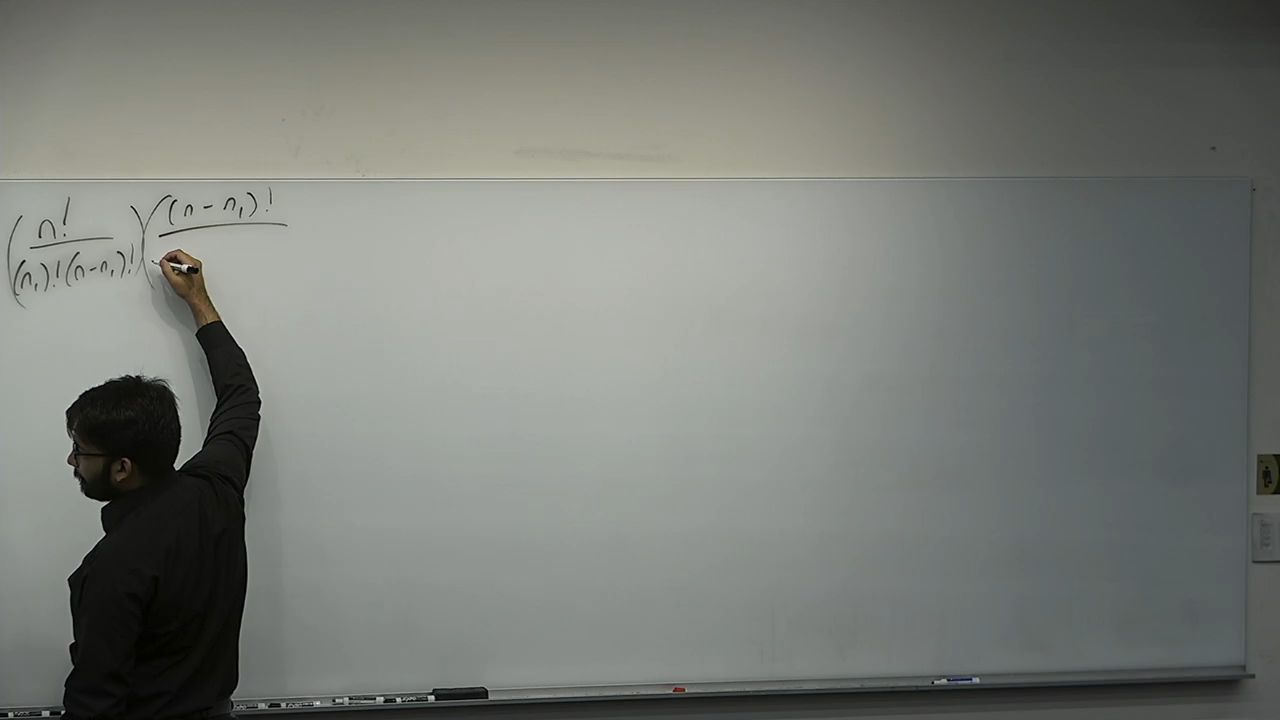 (n! / (n₁)!(n-n₁)!)((n-n₁)! /